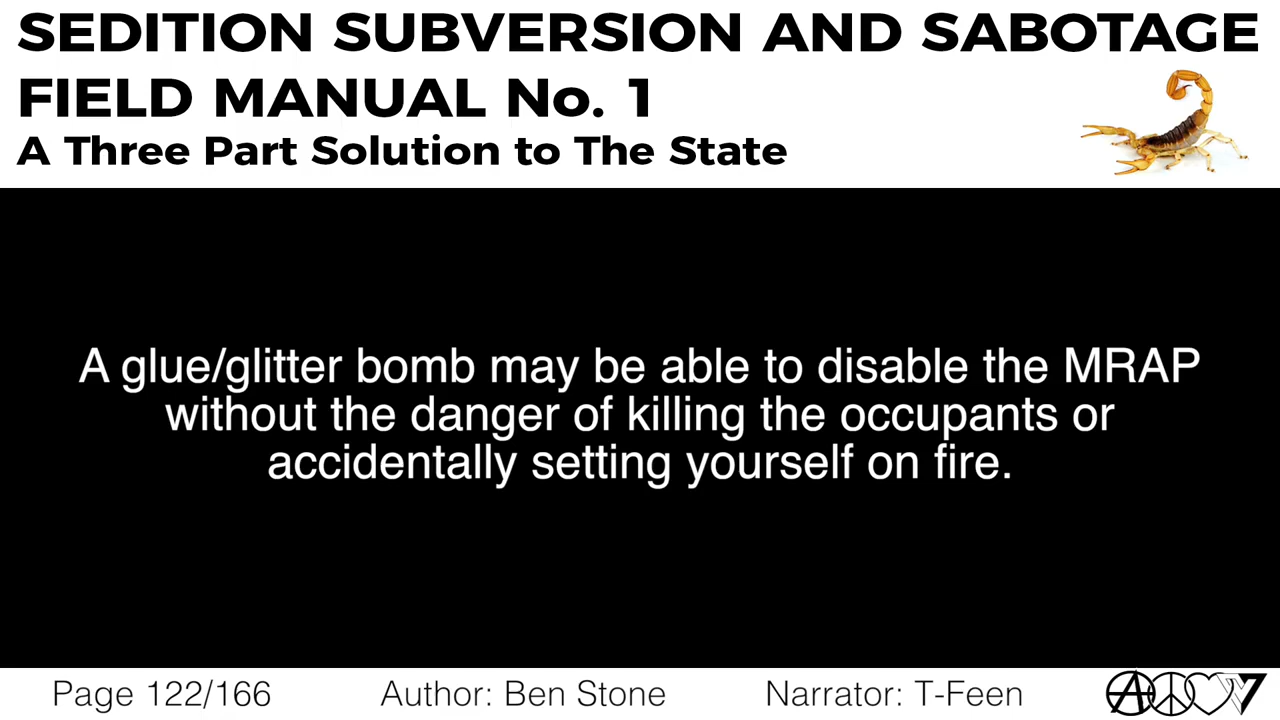 SEDITION SUBVERSION AND SABOTAGE
FIELD MANUAL No. 1
A Three Part Solution to The State
A glue/glitter bomb may be able to disable the MRAP
without the danger of killing the occupants or
accidentally setting yourself on fire.
Page 122/166 Author: Ben Stone Narrator: T-Feen